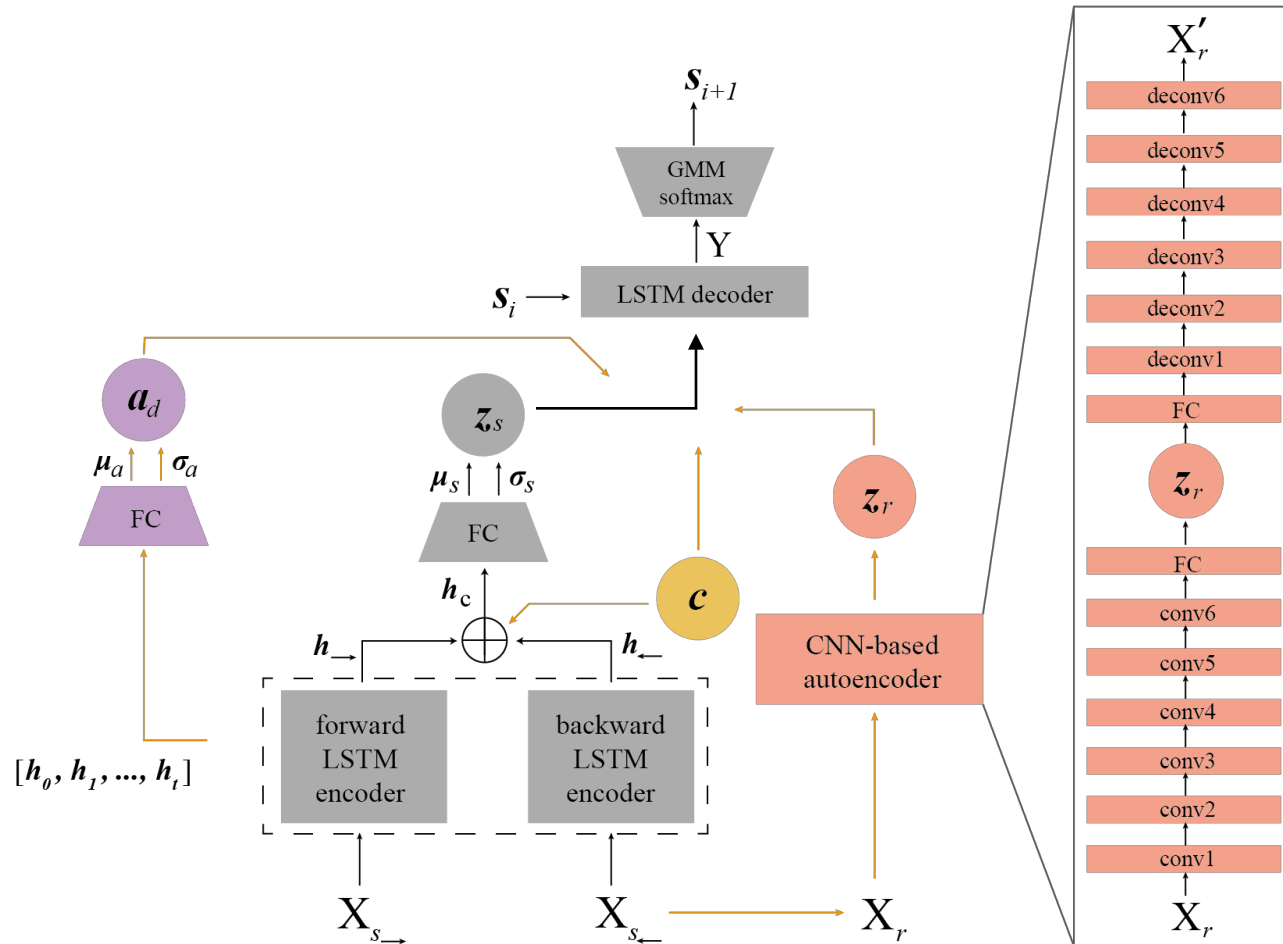 s_{i+1}
GMM
softmax
Y
s_i
LSTM decoder
a_d
μ_a
σ_a
FC
z_s
μ_s
σ_s
FC
h_c
c
z_r
h→
h←
forward
LSTM
encoder
backward
LSTM
encoder
CNN-based
autoencoder
[h_0, h_1, ..., h_t]
X_s→
X_s←
X_r
X'_r
deconv6
deconv5
deconv4
deconv3
deconv2
deconv1
FC
z_r
FC
conv6
conv5
conv4
conv3
conv2
conv1
X_r